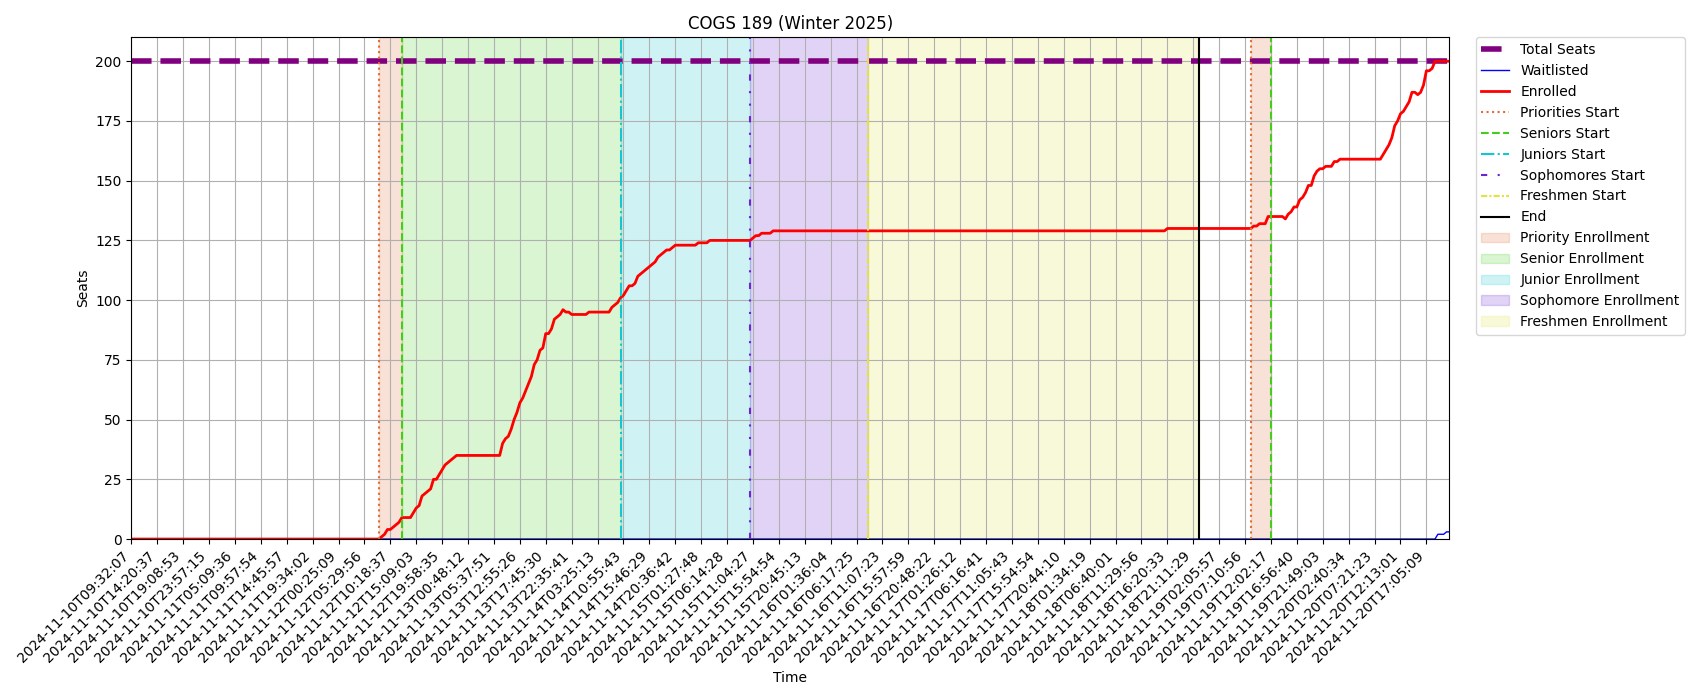 COGS 189 (Winter 2025)
Total Seats
Waitlisted
Enrolled
Priorities Start
Seniors Start
Juniors Start
Sophomores Start
Freshmen Start
End
Priority Enrollment
Senior Enrollment
Junior Enrollment
Sophomore Enrollment
Freshmen Enrollment
Seats
200
175
150
125
100
75
50
25
0
2024-11-10T09:32:07
2024-11-10T14:20:37
2024-11-10T19:08:53
2024-11-10T23:57:15
2024-11-11T05:09:36
2024-11-11T09:57:54
2024-11-11T14:45:57
2024-11-11T19:34:02
2024-11-12T00:25:09
2024-11-12T05:29:56
2024-11-12T10:18:37
2024-11-12T15:09:03
2024-11-12T19:58:35
2024-11-13T00:48:12
2024-11-13T05:37:51
2024-11-13T12:55:26
2024-11-13T17:45:30
2024-11-13T22:35:41
2024-11-14T03:25:13
2024-11-14T10:55:43
2024-11-14T15:46:29
2024-11-14T20:36:42
2024-11-15T01:27:48
2024-11-15T06:14:28
2024-11-15T11:04:27
2024-11-15T15:54:54
2024-11-15T20:45:13
2024-11-16T01:36:04
2024-11-16T06:17:25
2024-11-16T11:07:23
2024-11-16T15:57:59
2024-11-16T20:48:22
2024-11-17T01:26:12
2024-11-17T06:16:41
2024-11-17T11:05:43
2024-11-17T15:54:54
2024-11-17T20:44:10
2024-11-18T01:34:19
2024-11-18T06:40:01
2024-11-18T11:29:56
2024-11-18T16:20:33
2024-11-18T21:11:29
2024-11-19T02:05:57
2024-11-19T07:10:56
2024-11-19T12:02:17
2024-11-19T16:56:40
2024-11-19T21:49:03
2024-11-20T02:40:34
2024-11-20T07:21:23
2024-11-20T12:13:01
2024-11-20T17:05:09
Time